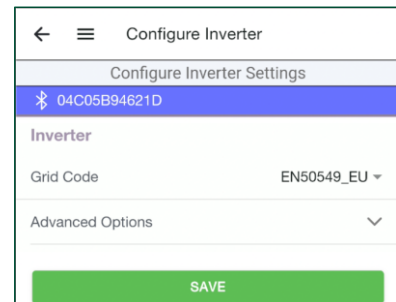 Configure Inverter
Configure Inverter Settings
04C05B94621D
Inverter
Grid Code EN50549_EU
Advanced Options
SAVE